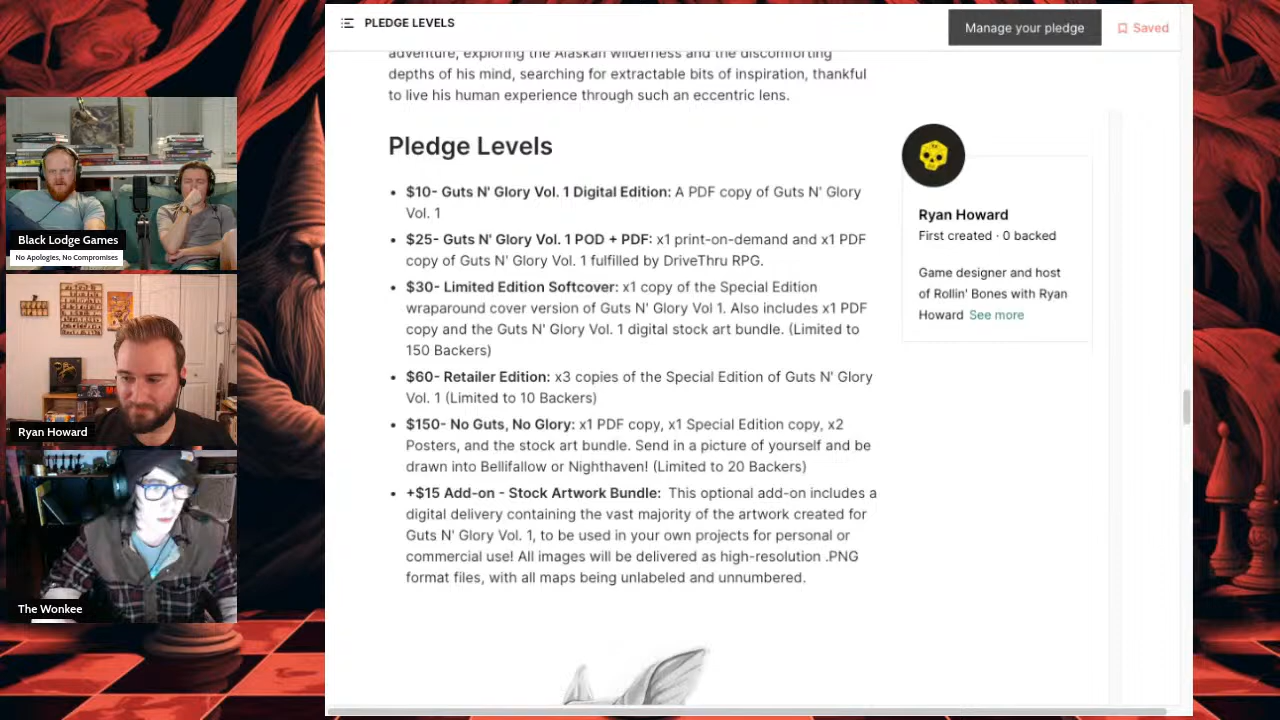 PLEDGE LEVELS
Manage your pledge
Saved
adventure, exploring the Alaskan wilderness and the discomforting
depths of his mind, searching for extractable bits of inspiration, thankful
to live his human experience through such an eccentric lens.
Pledge Levels
• $10- Guts N' Glory Vol. 1 Digital Edition: A PDF copy of Guts N' Glory
Vol. 1
• $25- Guts N' Glory Vol. 1 POD + PDF: x1 print-on-demand and x1 PDF
copy of Guts N' Glory Vol. 1 fulfilled by DriveThru RPG.
• $30- Limited Edition Softcover: x1 copy of the Special Edition
wraparound cover version of Guts N' Glory Vol 1. Also includes x1 PDF
copy and the Guts N' Glory Vol. 1 digital stock art bundle. (Limited to
150 Backers)
• $60- Retailer Edition: x3 copies of the Special Edition of Guts N' Glory
Vol. 1 (Limited to 10 Backers)
• $150- No Guts, No Glory: x1 PDF copy, x1 Special Edition copy, x2
Posters, and the stock art bundle. Send in a picture of yourself and be
drawn into Bellifallow or Nighthaven! (Limited to 20 Backers)
• +$15 Add-on - Stock Artwork Bundle: This optional add-on includes a
digital delivery containing the vast majority of the artwork created for
Guts N' Glory Vol. 1, to be used in your own projects for personal or
commercial use! All images will be delivered as high-resolution .PNG
format files, with all maps being unlabeled and unnumbered.
Ryan Howard
First created · 0 backed
Game designer and host
of Rollin' Bones with Ryan
Howard See more
Black Lodge Games
No Apologies, No Compromises
Ryan Howard
The Wonkee